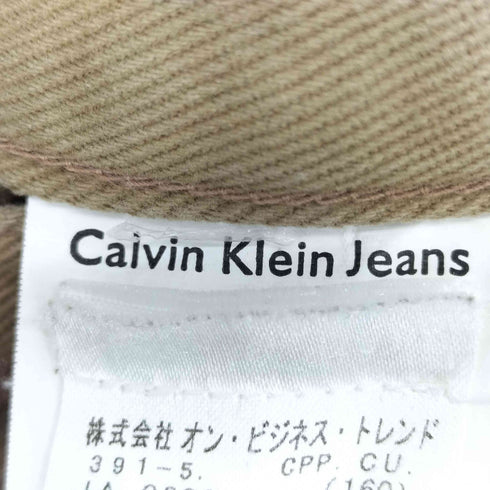 Calvin Klein Jeans
株式会社 オン・ビジネス・トレンド
391-5. CPP. CU.
(160)